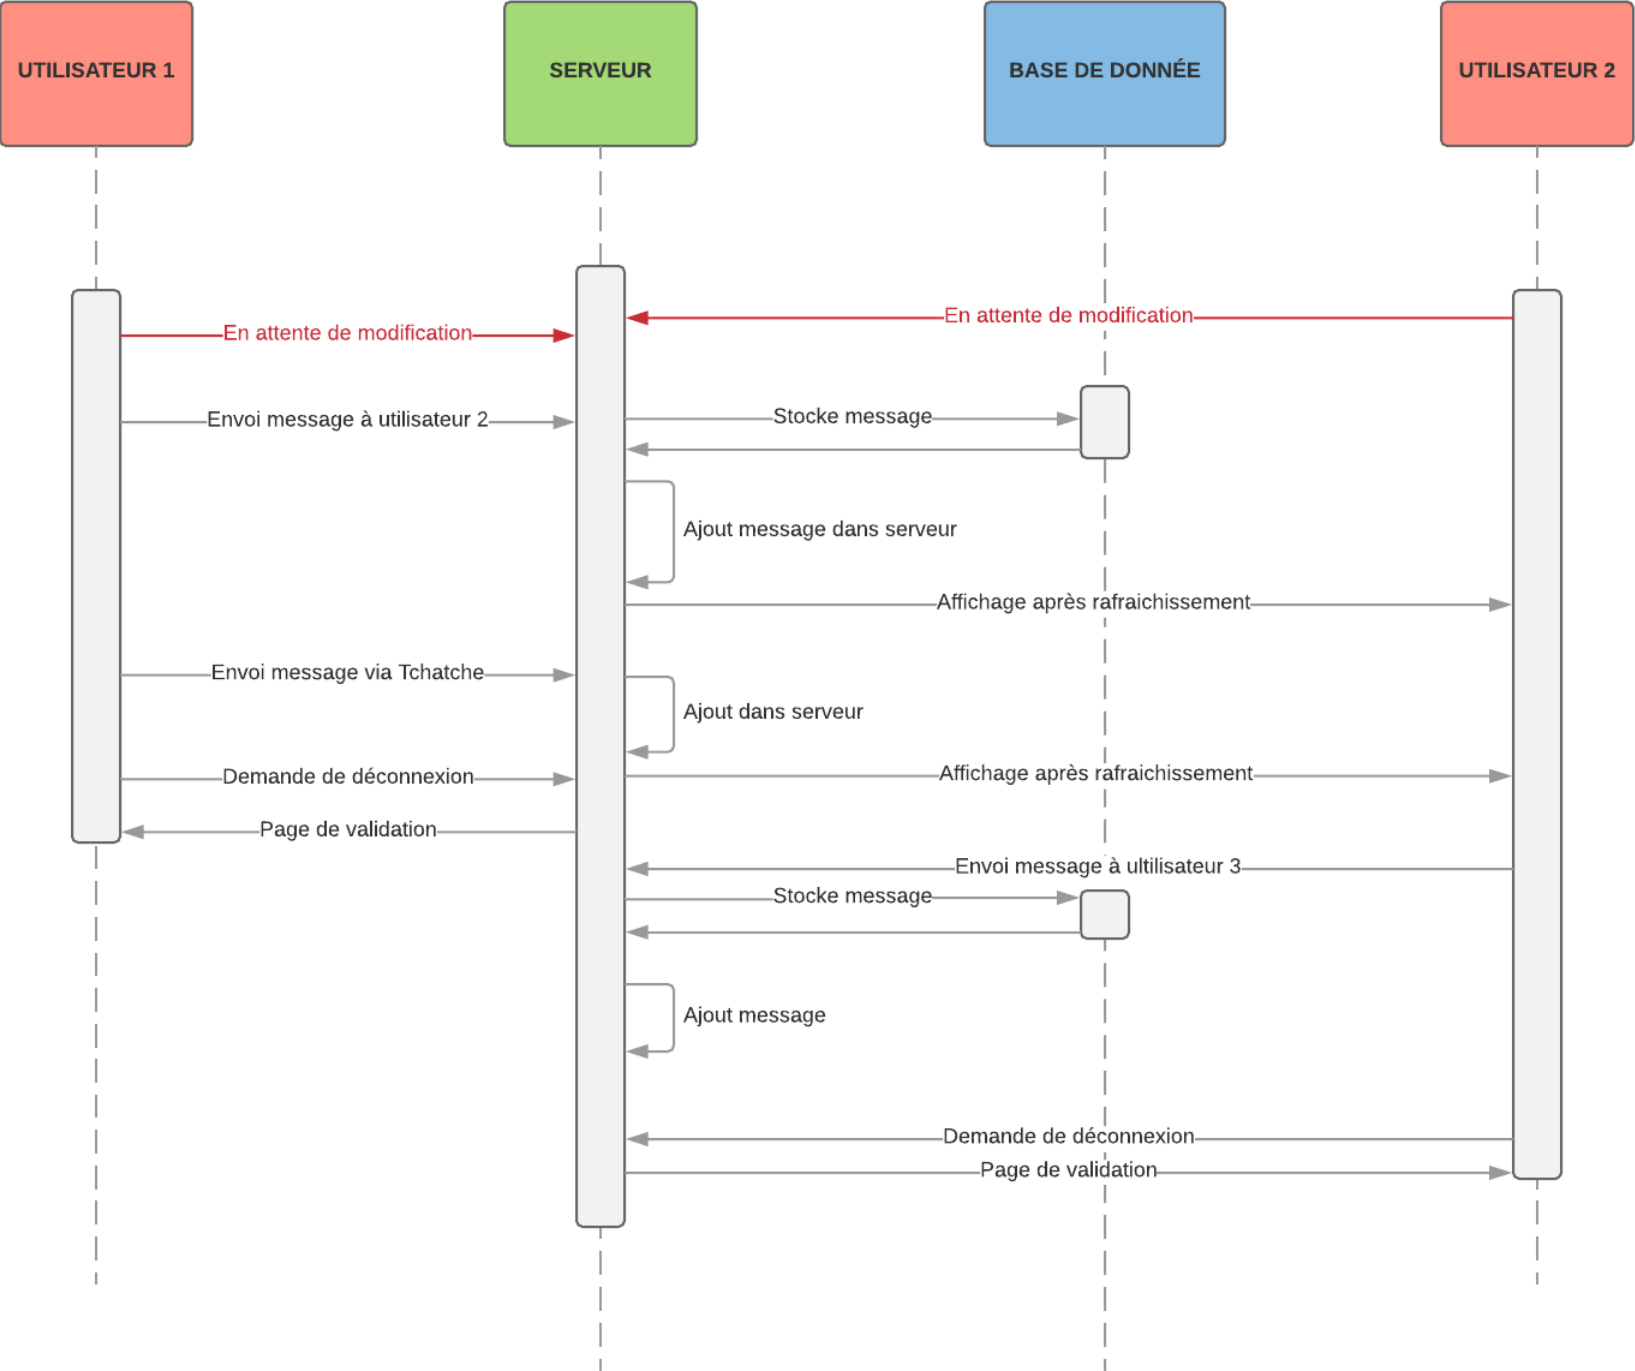 UTILISATEUR 1
SERVEUR
BASE DE DONNÉE
UTILISATEUR 2
En attente de modification
En attente de modification
Envoi message à utilisateur 2
Stocke message
Ajout message dans serveur
Affichage après rafraichissement
Envoi message via Tchatche
Ajout dans serveur
Demande de déconnexion
Affichage après rafraichissement
Page de validation
Envoi message à ultilisateur 3
Stocke message
Ajout message
Demande de déconnexion
Page de validation